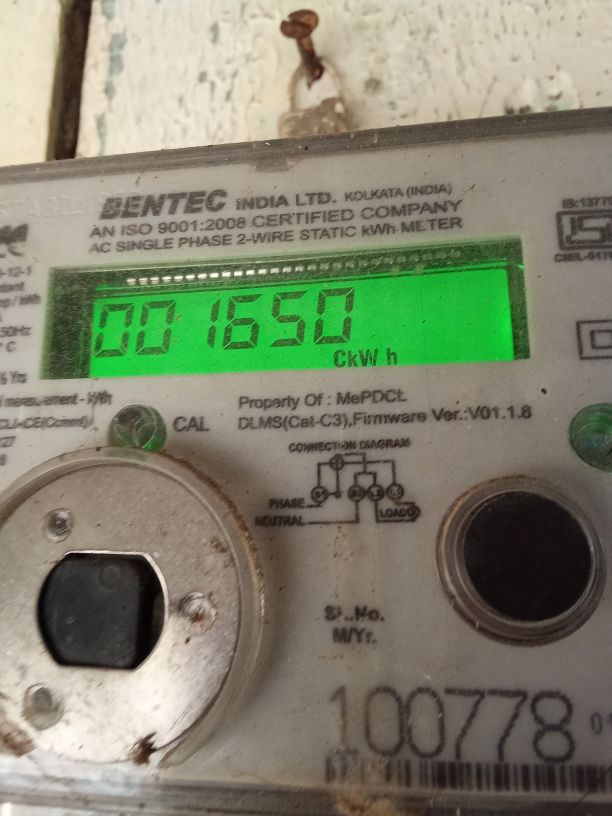 BENTEC INDIA LTD. KOLKATA (INDIA)
AN ISO 9001:2008 CERTIFIED COMPANY
AC SINGLE PHASE 2-WIRE STATIC kWh METER
001650
CkW h
50Hz
Property Of : MePDCL
DLMS(Cat-C3),Firmware Ver.:V01.1.8
CAL
CONNECTION DIAGRAM
PHASE
NEUTRAL
LOAD
Sl.No.
M/Yr.
100778